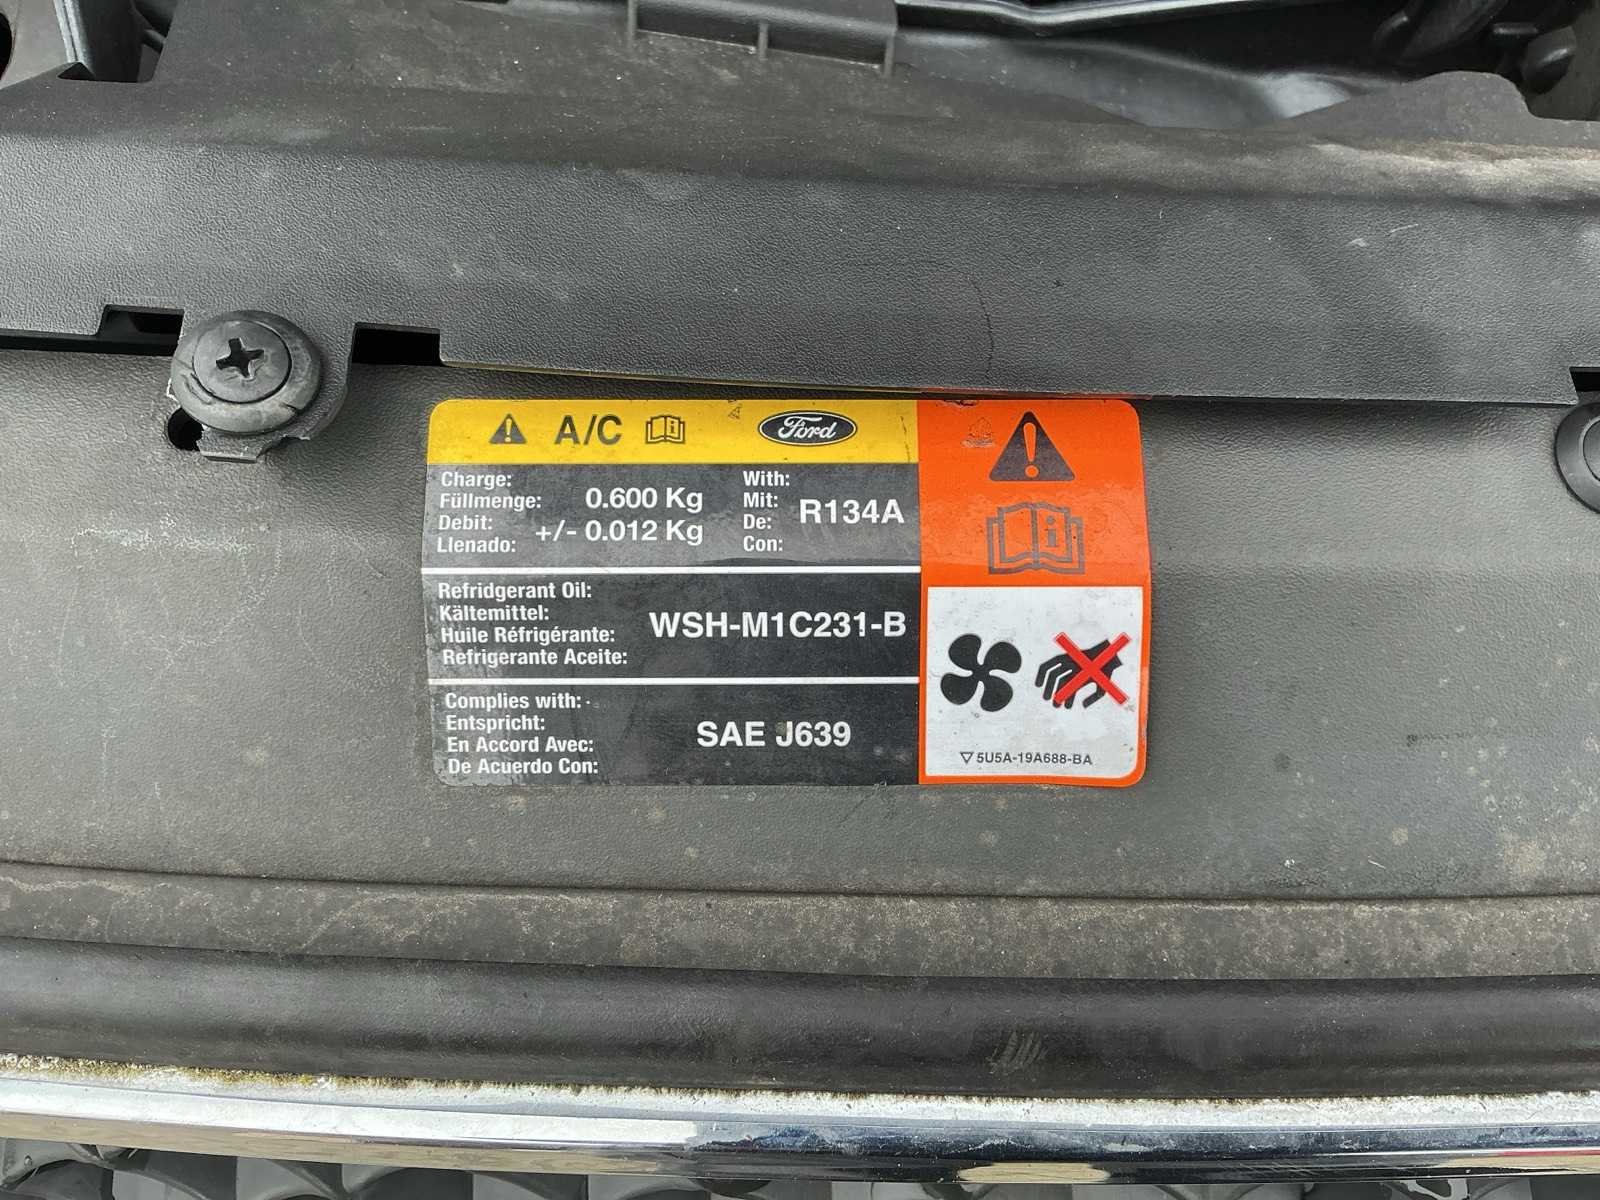 A/C
Ford
Charge:
Füllmenge:
Debit:
Llenado:
0.600 Kg
+/- 0.012 Kg
With:
Mit:
De:
Con:
R134A
Refridgerant Oil:
Kältemittel:
Huile Réfrigérante:
Refrigerante Aceite:
WSH-M1C231-B
Complies with:
Entspricht:
En Accord Avec:
De Acuerdo Con:
SAE J639
5U5A-19A688-BA